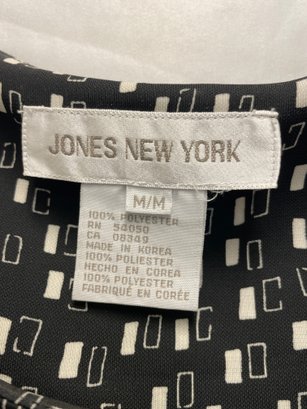 JONES NEW YORK
M/M
100% POLYESTER
RN 54050
CA 08349
MADE IN KOREA
100% POLIESTER
HECHO EN COREA
100% POLYESTER
FABRIQUÉ EN CORÉE